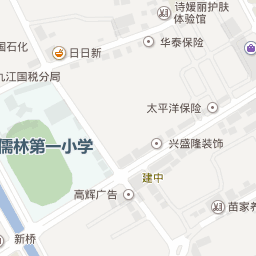 诗媛丽护肤
体验馆
国石化
日日新
华泰保险
九江国税分局
太平洋保险
儒林第一小学
兴盛隆装饰
建中
高辉广告
苗家养
新桥